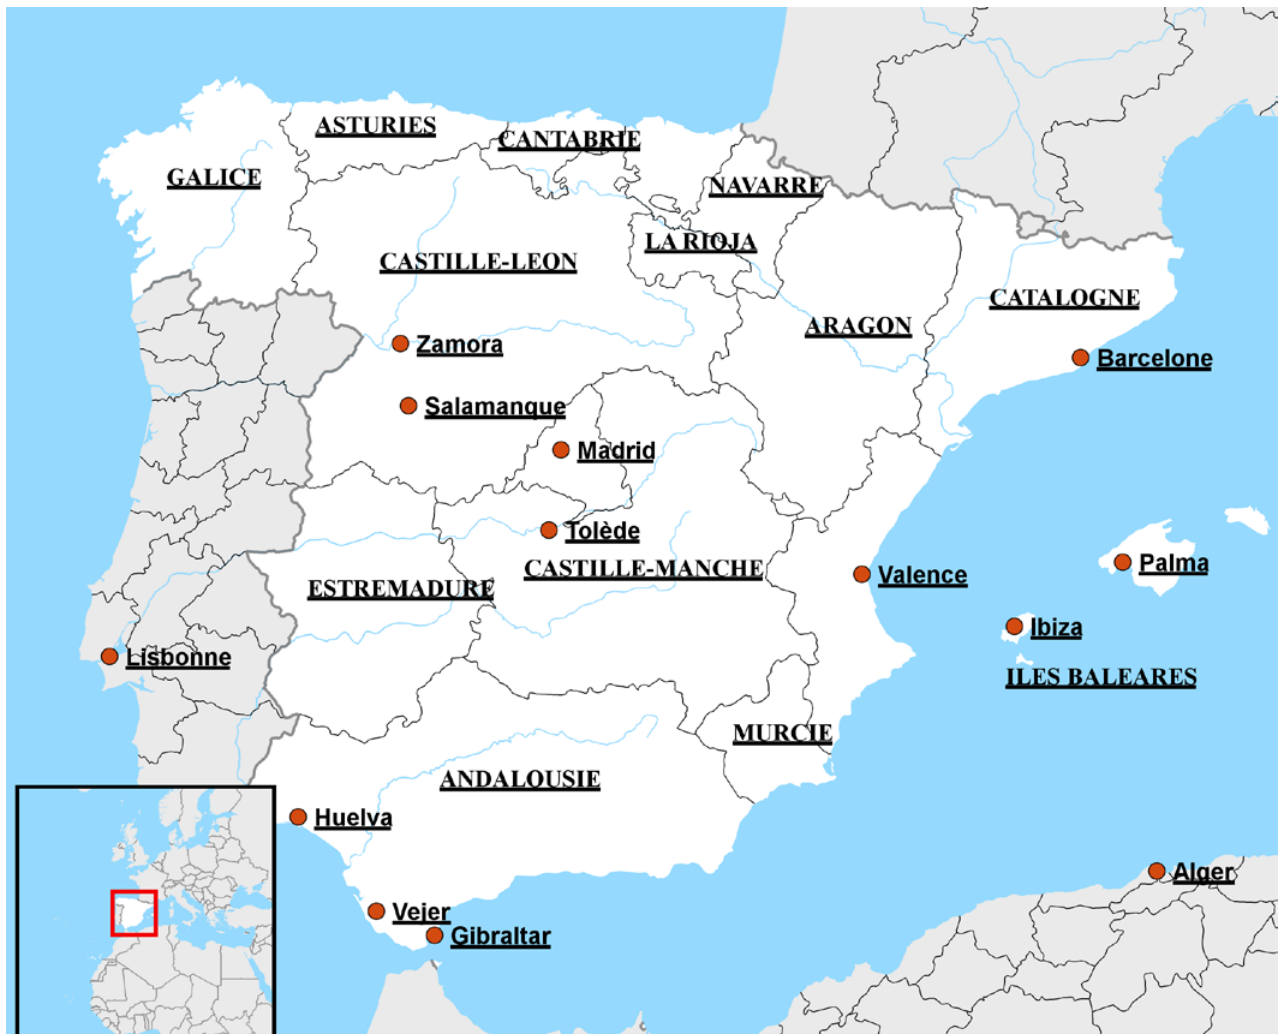 ASTURIES
CANTABRIE
GALICE
NAVARRE
LA RIOJA
CASTILLE-LEON
CATALOGNE
ARAGON
Zamora
Barcelone
Salamanque
Madrid
Tolède
Palma
CASTILLE-MANCHE
Valence
ESTREMADURE
Ibiza
Lisbonne
ILES BALEARES
MURCIE
ANDALOUSIE
Huelva
Alger
Vejer
Gibraltar